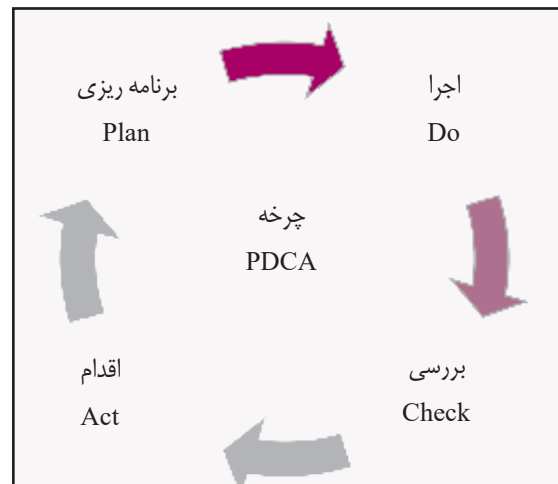 برنامه ریزی
Plan
اجرا
Do
چرخه
PDCA
بررسی
Check
اقدام
Act